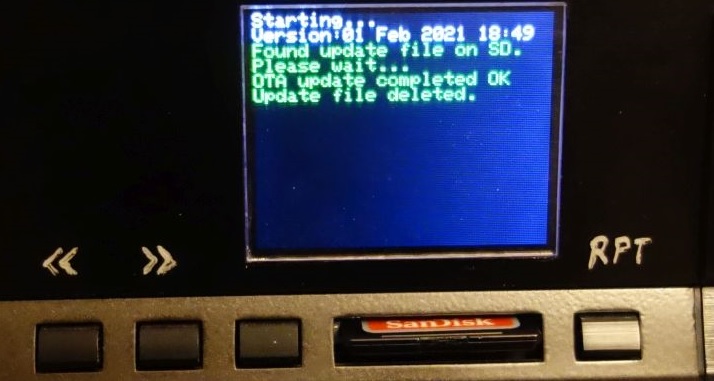 Starting...
Version:01 Feb 2021 18:49
Found update file on SD.
Please wait...
OTA update completed OK
Update file deleted.
<< >> RPT
SanDisk